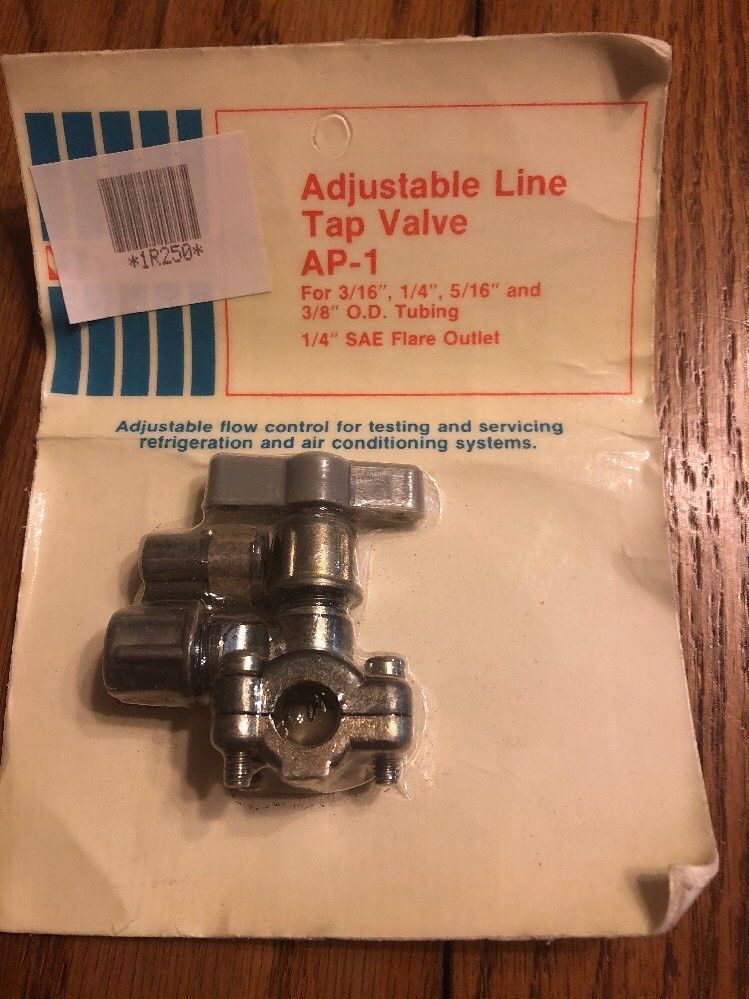 *1R250*
Adjustable Line
Tap Valve
AP-1
For 3/16", 1/4", 5/16" and
3/8" O.D. Tubing
1/4" SAE Flare Outlet
Adjustable flow control for testing and servicing
refrigeration and air conditioning systems.